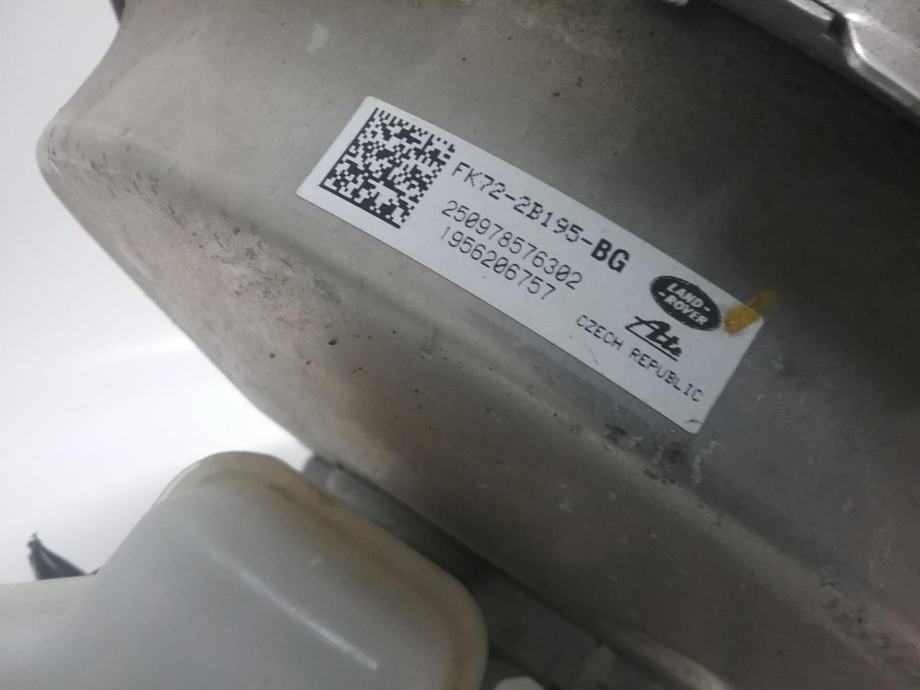 FK72-2B195-BG
250978576302
1956206757
LAND-
-ROVER
Ate
CZECH REPUBLIC